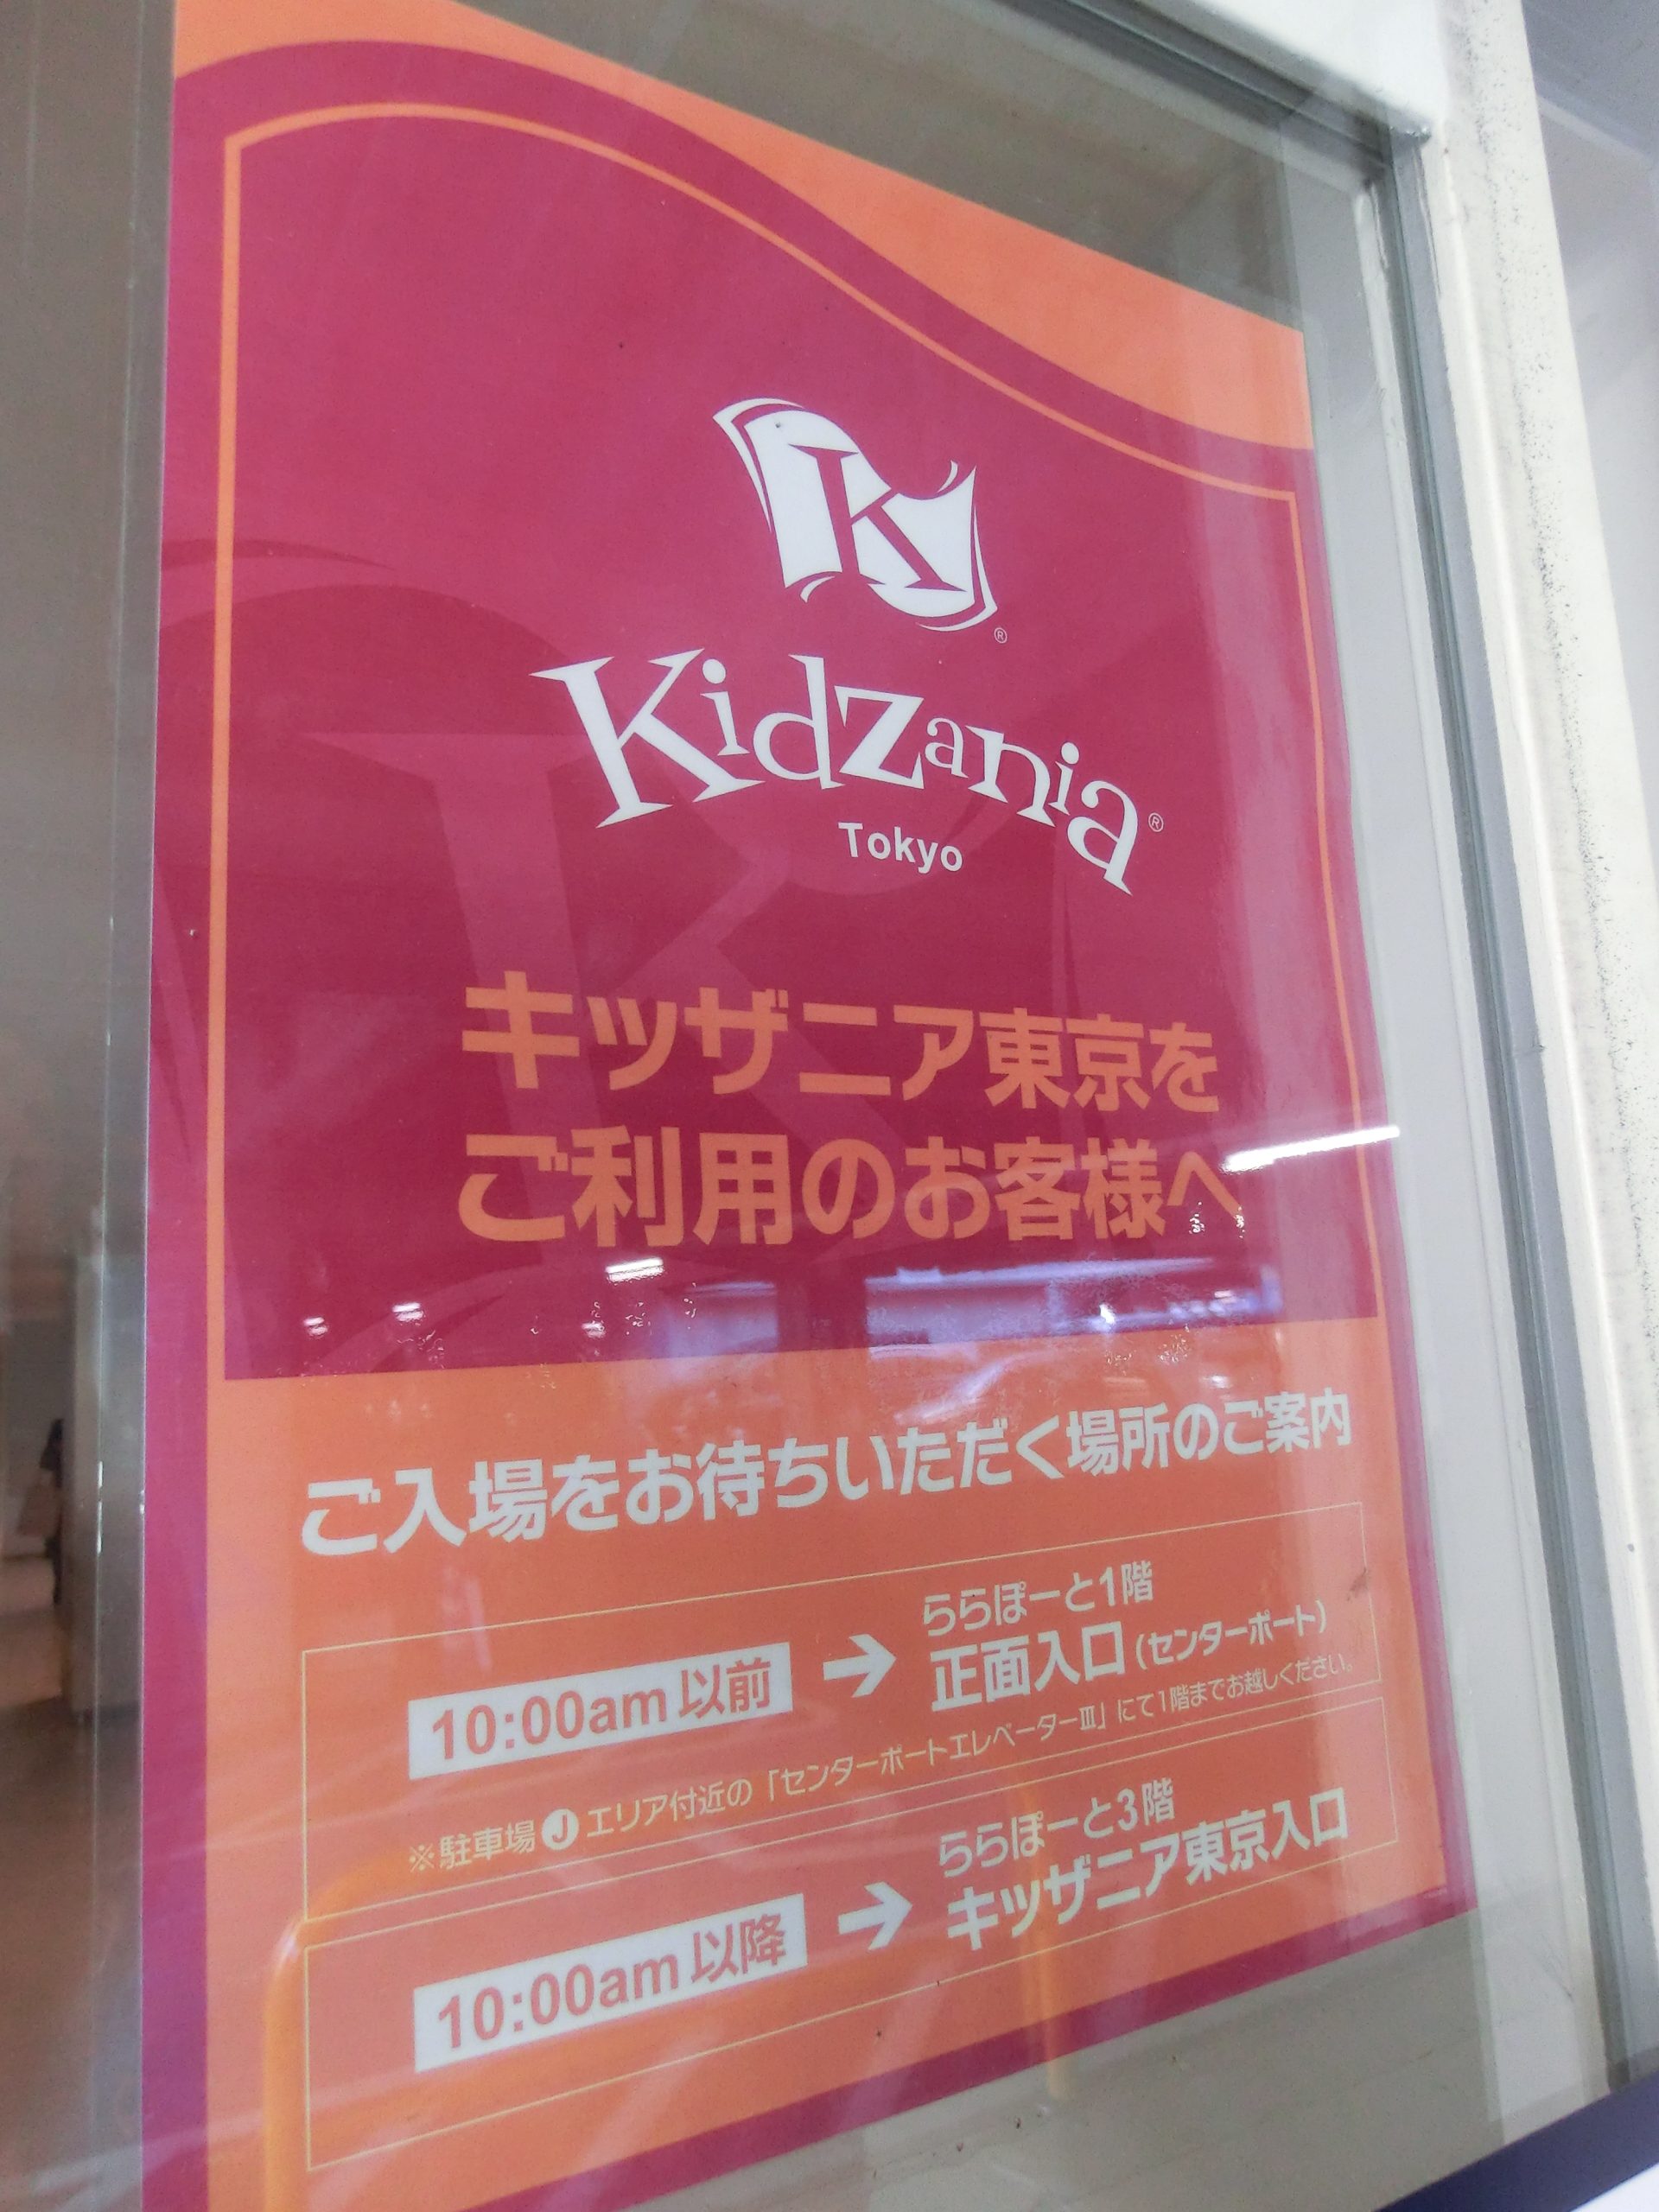 K
®
KidZania®
Tokyo
キッザニア東京を
ご利用のお客様へ
ご入場をお待ちいただく場所のご案内
10:00am 以前 → ららぽーと1階
正面入口(センターポート)
※駐車場 J エリア付近の「センターポートエレベーターⅢ」にて1階までお越しください。
10:00am 以降 → ららぽーと3階
キッザニア東京入口